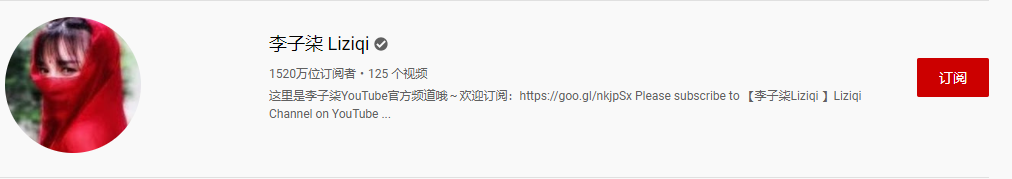 李子柒 Liziqi
1520万位订阅者・125 个视频
这里是李子柒YouTube官方频道哦～欢迎订阅：https://goo.gl/nkjpSx Please subscribe to 【李子柒Liziqi 】Liziqi
Channel on YouTube ...
订阅